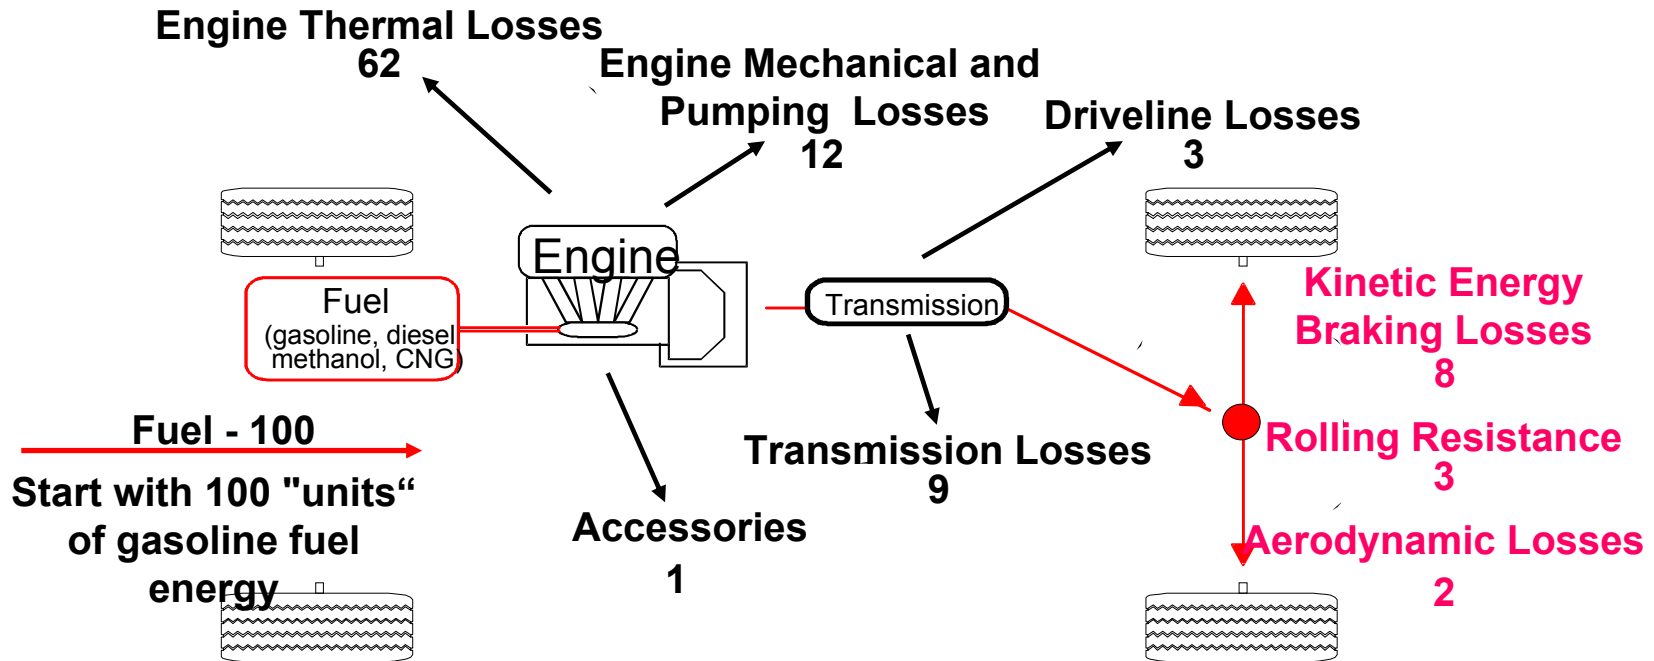 Engine Thermal Losses
62
Engine Mechanical and
Pumping  Losses
12
Driveline Losses
3
Engine
Fuel
(gasoline, diesel
methanol, CNG)
Transmission
Kinetic Energy
Braking Losses
8
Fuel - 100
Start with 100 "units“
of gasoline fuel
energy
Transmission Losses
9
Rolling Resistance
3
Accessories
1
Aerodynamic Losses
2